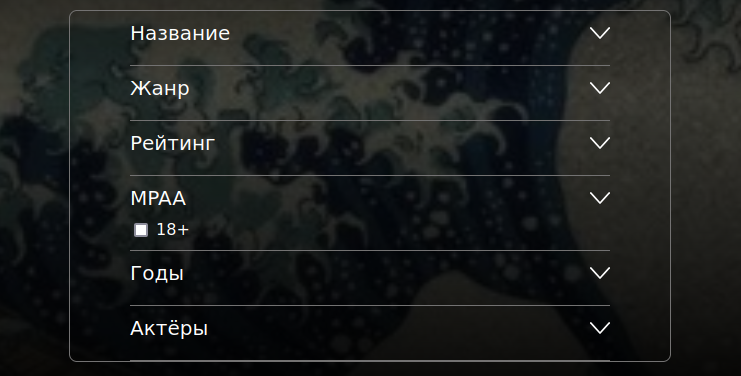 Название
Жанр
Рейтинг
MPAA
18+
Годы
Актёры